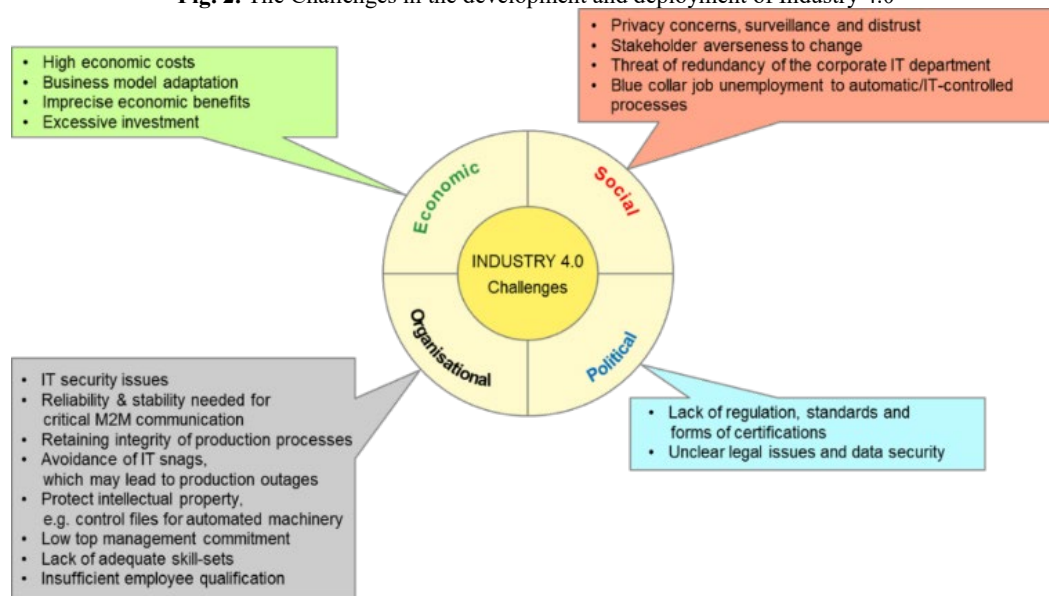 Fig. 2. The Challenges in the development and deployment of Industry 4.0
• High economic costs
• Business model adaptation
• Imprecise economic benefits
• Excessive investment
• Privacy concerns, surveillance and distrust
• Stakeholder averseness to change
• Threat of redundancy of the corporate IT department
• Blue collar job unemployment to automatic/IT-controlled
processes
Economic
Social
INDUSTRY 4.0
Challenges
Organisational
Political
• IT security issues
• Reliability & stability needed for
critical M2M communication
• Retaining integrity of production processes
• Avoidance of IT snags,
which may lead to production outages
• Protect intellectual property,
e.g. control files for automated machinery
• Low top management commitment
• Lack of adequate skill-sets
• Insufficient employee qualification
• Lack of regulation, standards and
forms of certifications
• Unclear legal issues and data security